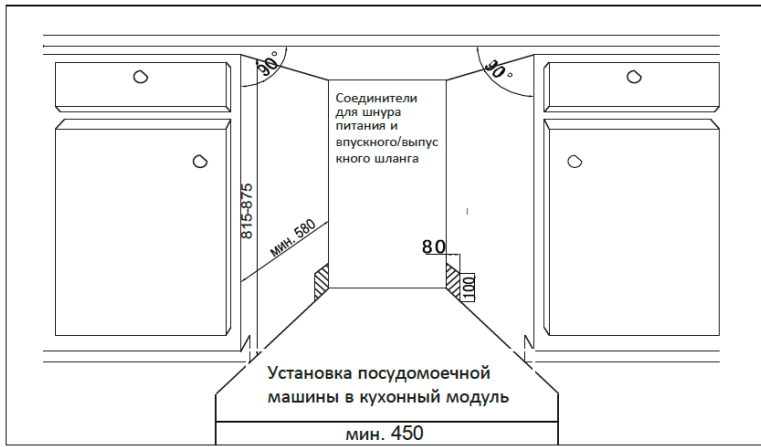 90°
90°
Соединители
для шнура
питания и
впускного/выпус
кного шланга
815-875
мин. 580
80
100
Установка посудомоечной
машины в кухонный модуль
мин. 450